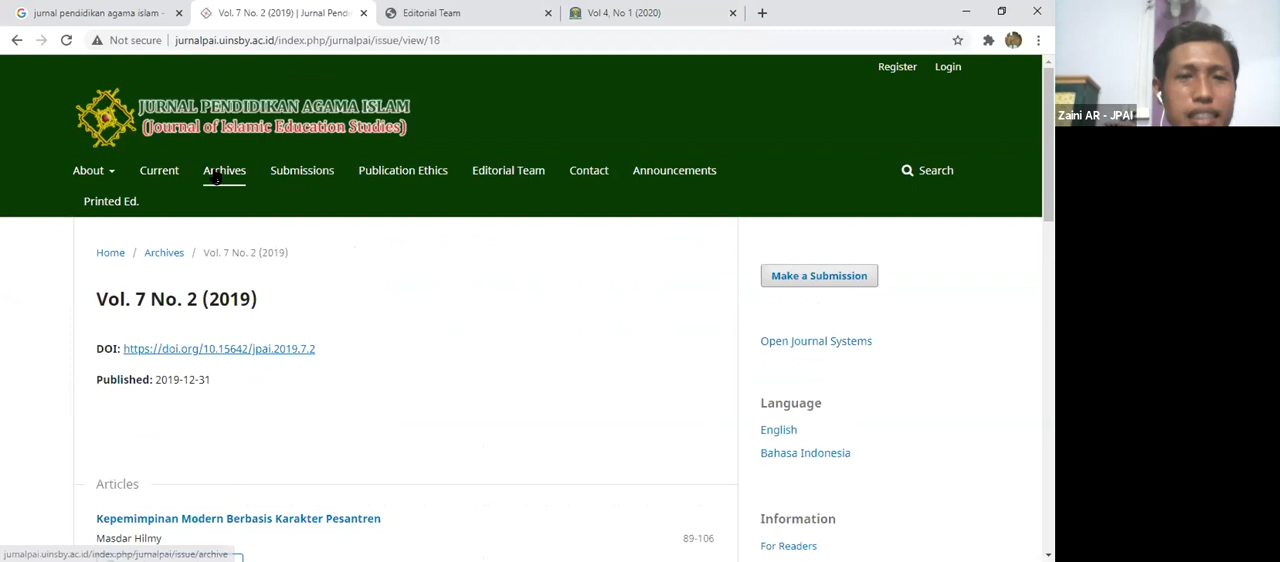 jurnal pendidikan agama islam -
Vol. 7 No. 2 (2019) | Jurnal Pendi
Editorial Team
Vol 4, No 1 (2020)
Not secure
jurnalpai.uinsby.ac.id/index.php/jurnalpai/issue/view/18
Register
Login
JURNAL PENDIDIKAN AGAMA ISLAM
(Journal of Islamic Education Studies)
About
Current
Archives
Submissions
Publication Ethics
Editorial Team
Contact
Announcements
Search
Printed Ed.
Home / Archives / Vol. 7 No. 2 (2019)
Vol. 7 No. 2 (2019)
DOI: https://doi.org/10.15642/jpai.2019.7.2
Published: 2019-12-31
Articles
Kepemimpinan Modern Berbasis Karakter Pesantren
Masdar Hilmy
89-106
Make a Submission
Open Journal Systems
Language
English
Bahasa Indonesia
Information
For Readers
jurnalpai.uinsby.ac.id/index.php/jurnalpai/issue/archive
Zaini AR - JPAI